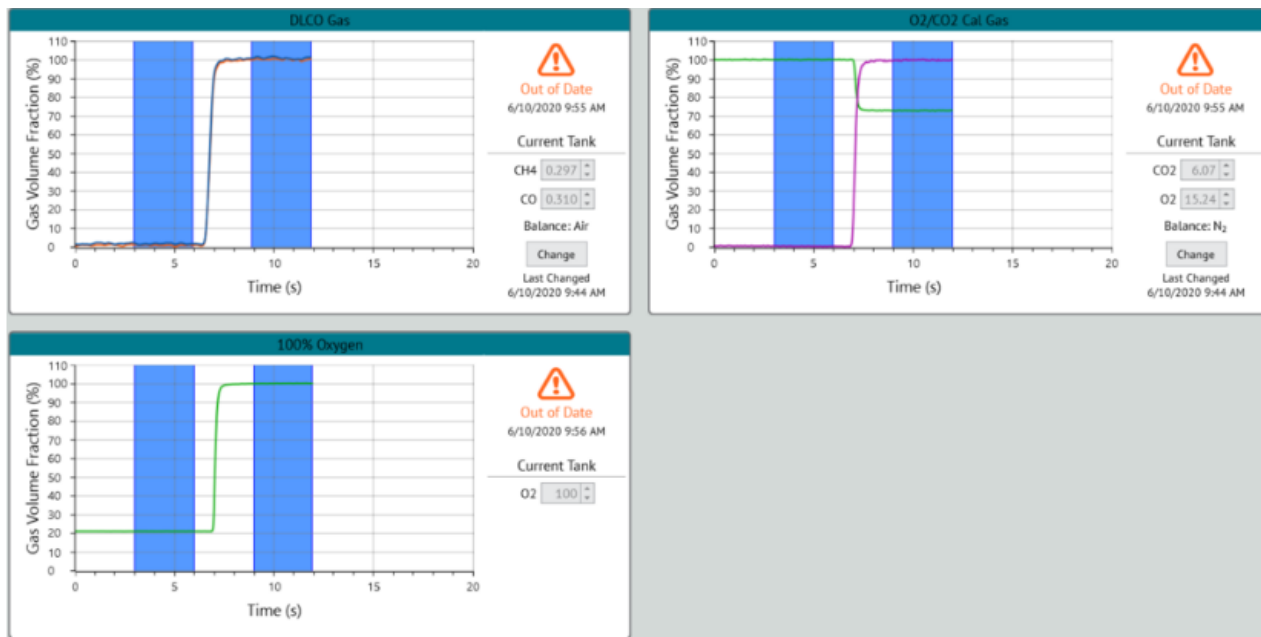 DLCO Gas
Gas Volume Fraction (%)
110
100
90
80
70
60
50
40
30
20
10
0
0 5 10 15 20
Time (s)
Out of Date
6/10/2020 9:55 AM
Current Tank
CH4 0.297
CO 0.310
Balance: Air
Change
Last Changed
6/10/2020 9:44 AM
O2/CO2 Cal Gas
Gas Volume Fraction (%)
110
100
90
80
70
60
50
40
30
20
10
0
0 5 10 15 20
Time (s)
Out of Date
6/10/2020 9:55 AM
Current Tank
CO2 6.07
O2 15.24
Balance: N₂
Change
Last Changed
6/10/2020 9:44 AM
100% Oxygen
Gas Volume Fraction (%)
110
100
90
80
70
60
50
40
30
20
10
0
0 5 10 15 20
Time (s)
Out of Date
6/10/2020 9:56 AM
Current Tank
O2 100